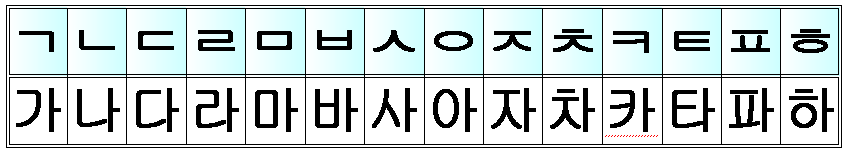 ㄱ ㄴ ㄷ ㄹ ㅁ ㅂ ㅅ ㅇ ㅈ ㅊ ㅋ ㅌ ㅍ ㅎ
가 나 다 라 마 바 사 아 자 차 카 타 파 하